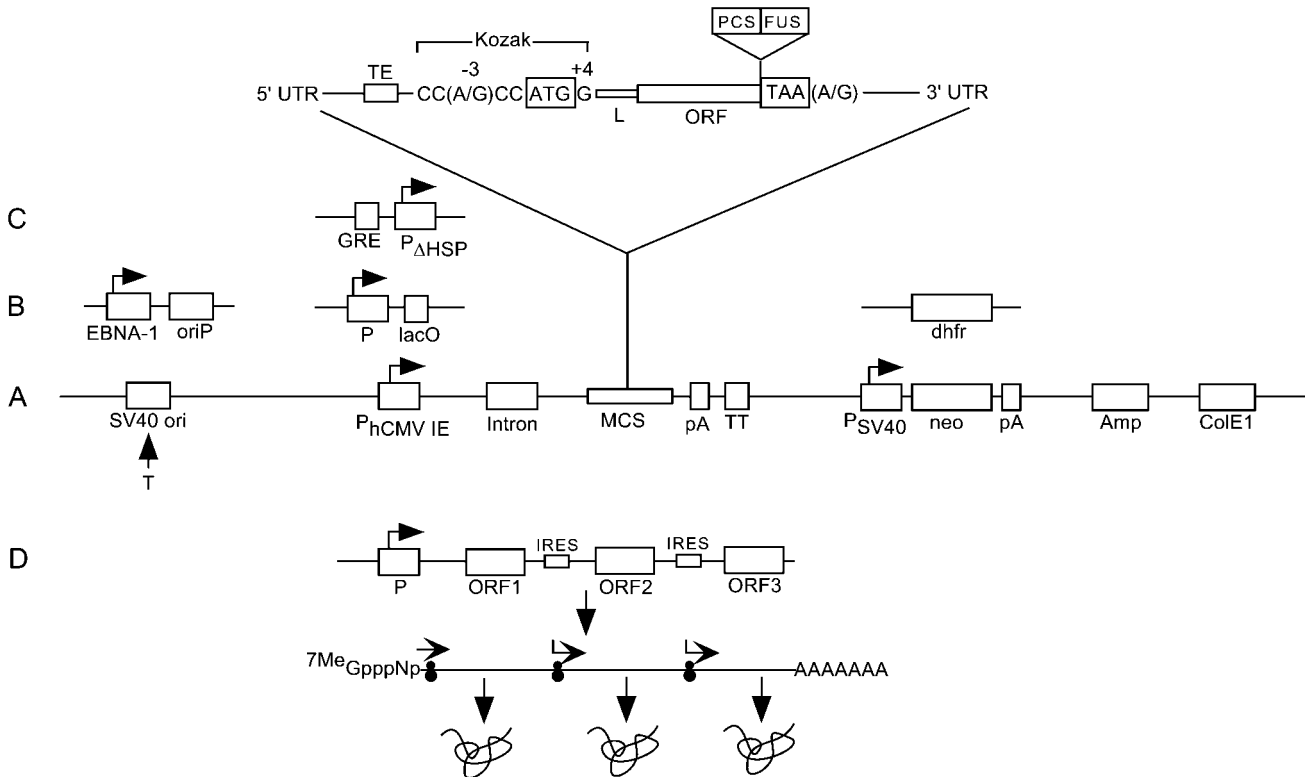 PCS FUS
Kozak
TE -3 +4
5' UTR CC(A/G)CC ATG G TAA (A/G) 3' UTR
L ORF
C
GRE PΔHSP
B
EBNA-1 oriP P lacO dhfr
A
SV40 ori PhCMV IE Intron MCS pA TT PSV40 neo pA Amp ColE1
T
D
IRES IRES
P ORF1 ORF2 ORF3
7MeGpppNp AAAAAAA